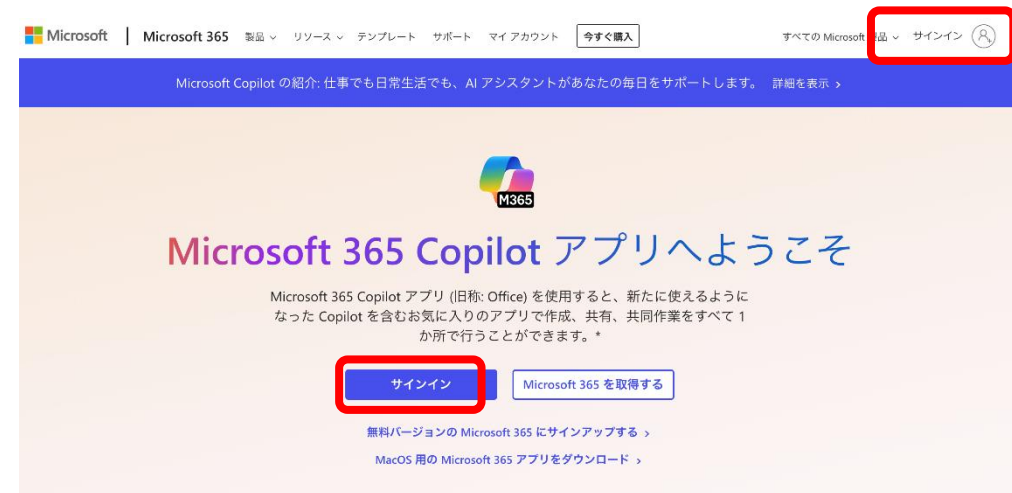 Microsoft | Microsoft 365 製品 リソース テンプレート サポート マイ アカウント 今すぐ購入 すべての Microsoft 製品 サインイン
Microsoft Copilot の紹介: 仕事でも日常生活でも、AI アシスタントがあなたの毎日をサポートします。 詳細を表示 >
M365
Microsoft 365 Copilot アプリへようこそ
Microsoft 365 Copilot アプリ (旧称: Office) を使用すると、新たに使えるように
なった Copilot を含むお気に入りのアプリで作成、共有、共同作業をすべて 1
か所で行うことができます。*
サインイン Microsoft 365 を取得する
無料バージョンの Microsoft 365 にサインアップする >
MacOS 用の Microsoft 365 アプリをダウンロード >